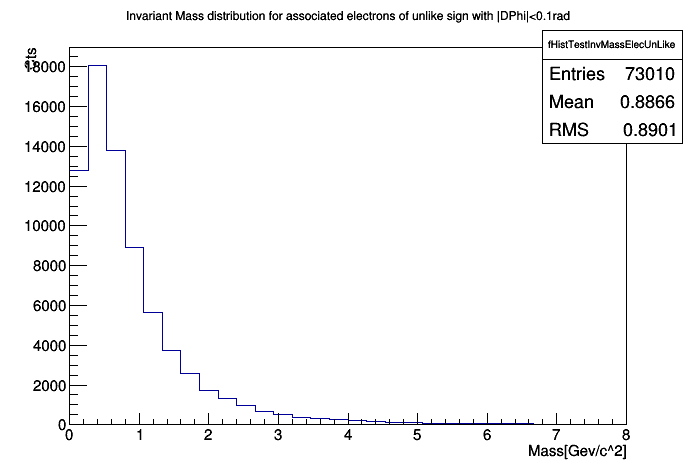 Invariant Mass distribution for associated electrons of unlike sign with |DPhi|<0.1rad
fHistTestInvMassElecUnLike
Entries 73010
Mean 0.8866
RMS 0.8901
cts
18000
16000
14000
12000
10000
8000
6000
4000
2000
0
0 1 2 3 4 5 6 7 8
Mass[Gev/c^2]